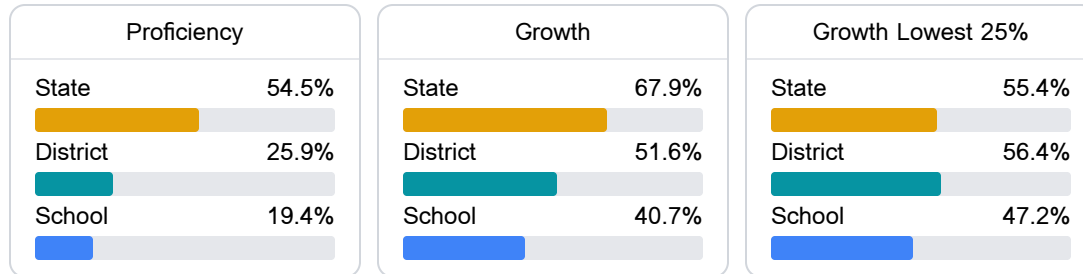 Proficiency
State 54.5%
District 25.9%
School 19.4%
Growth
State 67.9%
District 51.6%
School 40.7%
Growth Lowest 25%
State 55.4%
District 56.4%
School 47.2%